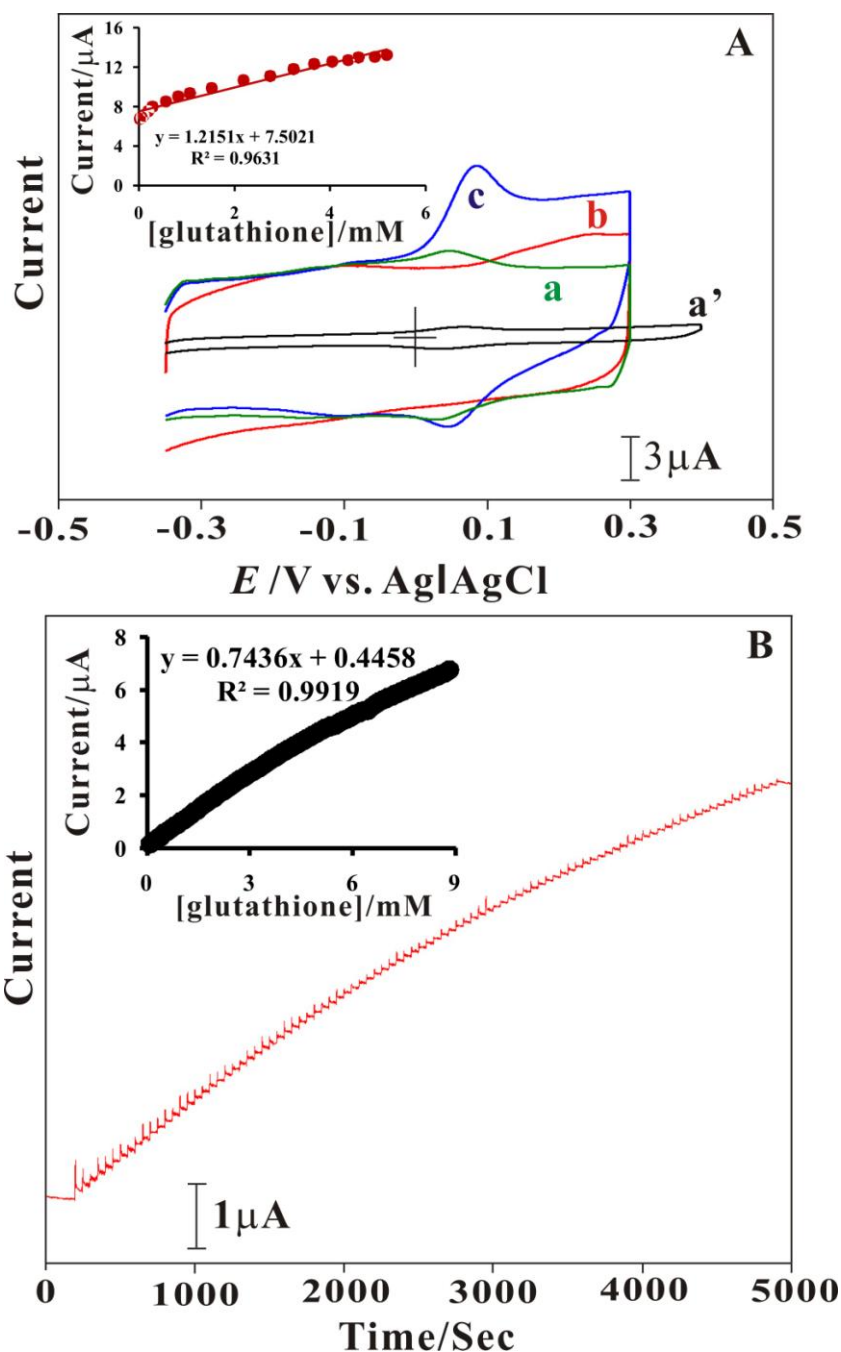 A
Current/µA
16
12
8
4
0
y = 1.2151x + 7.5021
R² = 0.9631
0 2 4 6
[glutathione]/mM
Current
c
b
a
a’
3µA
-0.5 -0.3 -0.1 0.1 0.3 0.5
E /V vs. Ag|AgCl
B
Current/µA
8
6
4
2
0
y = 0.7436x + 0.4458
R² = 0.9919
0 3 6 9
[glutathione]/mM
Current
1µA
0 1000 2000 3000 4000 5000
Time/Sec